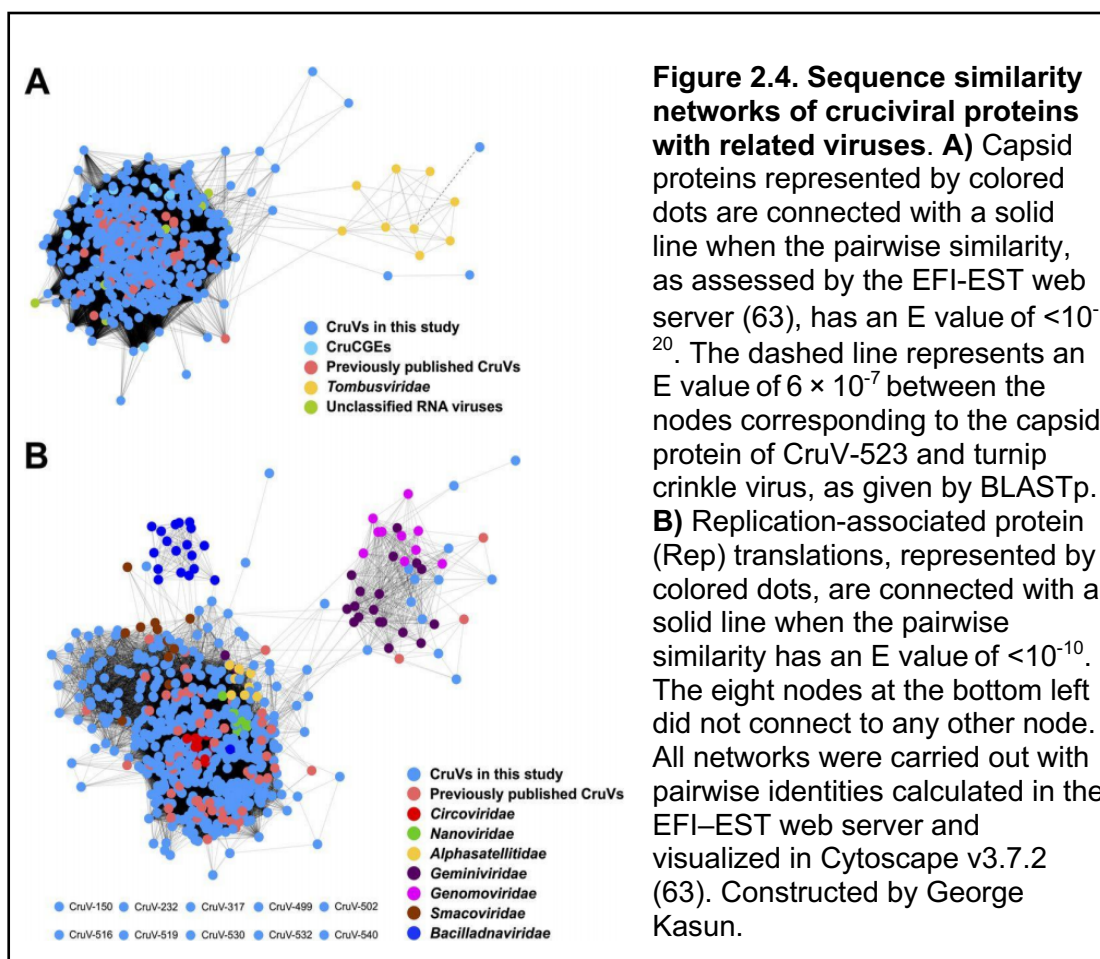 A
CruVs in this study
CruCGEs
Previously published CruVs
Tombusviridae
Unclassified RNA viruses
B
CruVs in this study
Previously published CruVs
Circoviridae
Nanoviridae
Alphasatellitidae
Geminiviridae
Genomoviridae
Smacoviridae
Bacilladnaviridae
CruV-150 CruV-232 CruV-317 CruV-499 CruV-502
CruV-516 CruV-519 CruV-530 CruV-532 CruV-540
Figure 2.4. Sequence similarity
networks of cruciviral proteins
with related viruses. A) Capsid
proteins represented by colored
dots are connected with a solid
line when the pairwise similarity,
as assessed by the EFI-EST web
server (63), has an E value of <10-
20. The dashed line represents an
E value of 6 × 10-7 between the
nodes corresponding to the capsid
protein of CruV-523 and turnip
crinkle virus, as given by BLASTp.
B) Replication-associated protein
(Rep) translations, represented by
colored dots, are connected with a
solid line when the pairwise
similarity has an E value of <10-10.
The eight nodes at the bottom left
did not connect to any other node.
All networks were carried out with
pairwise identities calculated in the
EFI–EST web server and
visualized in Cytoscape v3.7.2
(63). Constructed by George
Kasun.